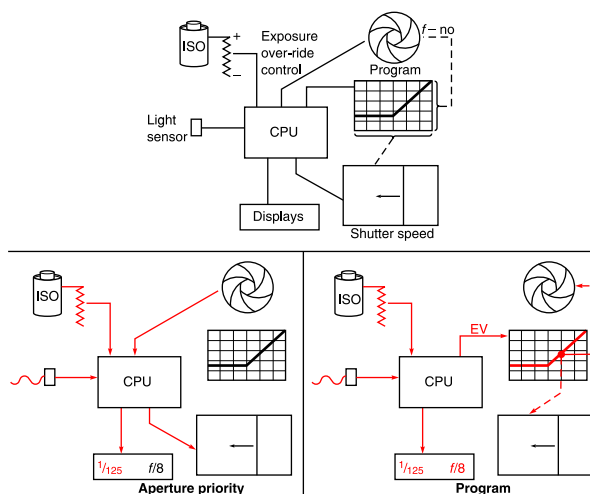 ISO
+
–
Exposure
over-ride
control
f – no
Program
Light
sensor
CPU
Displays
Shutter speed
ISO
CPU
1/125 f/8
Aperture priority
ISO
EV
CPU
1/125 f/8
Program